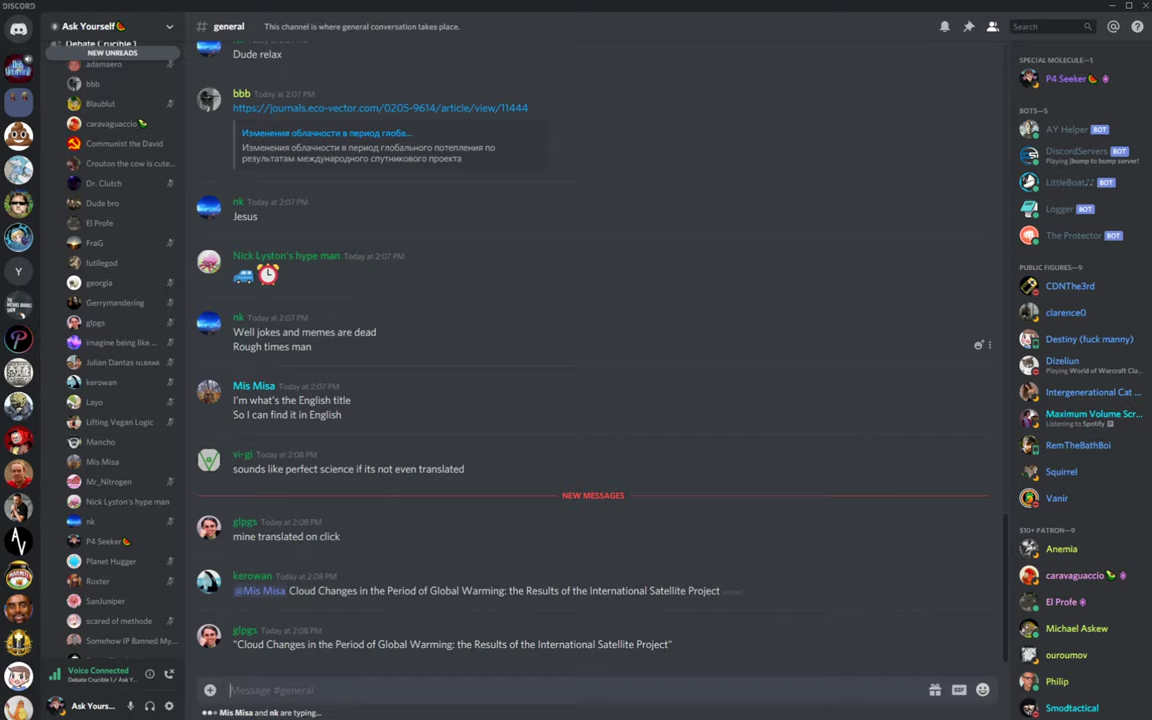 DISCORD
Ask Yourself
Debate Crucible 1
NEW UNREADS
adamaero
bbb
Blaublut
caravaguaccio
Communist the David
Crouton the cow is cute...
Dr. Clutch
Dude bro
El Profe
FraG
futilegod
georgia
Gerrymandering
glpgs
imagine being like ...
Julian Dantas NLBRAR
kerowan
Layo
Lifting Vegan Logic
Mancho
Mis Misa
Mr_Nitrogen
Nick Lyston's hype man
nk
P4 Seeker
Planet Hugger
Ruxter
SanJuniper
scared of methode
Somehow IP Banned My...
Voice Connected
Debate Crucible 1 / Ask Y...
Ask Yours...
Y
# general
This channel is where general conversation takes place.
Search
Dude relax
bbb Today at 2:07 PM
https://journals.eco-vector.com/0205-9614/article/view/11444
Изменения облачности в период глоба...
Изменения облачности в период глобального потепления по
результатам международного спутникового проекта
nk Today at 2:07 PM
Jesus
Nick Lyston's hype man Today at 2:07 PM
nk Today at 2:07 PM
Well jokes and memes are dead
Rough times man
Mis Misa Today at 2:07 PM
I'm what's the English title
So I can find it in English
vi-gi Today at 2:08 PM
sounds like perfect science if its not even translated
NEW MESSAGES
glpgs Today at 2:08 PM
mine translated on click
kerowan Today at 2:08 PM
@Mis Misa Cloud Changes in the Period of Global Warming: the Results of the International Satellite Project
glpgs Today at 2:08 PM
"Cloud Changes in the Period of Global Warming: the Results of the International Satellite Project"
Message #general
GIF
Mis Misa and nk are typing...
SPECIAL MOLECULE—1
P4 Seeker
BOTS—5
AY Helper BOT
DiscordServers BOT
Playing !bump to bump server!
LittleBoat BOT
Logger BOT
The Protector BOT
PUBLIC FIGURES—9
CDNThe3rd
clarence0
Destiny (fuck manny)
Dizeliun
Playing World of Warcraft Cla...
Intergenerational Cat ...
Maximum Volume Scr...
Listening to Spotify
RemTheBathBoi
Squirrel
Vanir
$10+ PATRON—9
Anemia
caravaguaccio
El Profe
Michael Askew
ouroumov
Philip
Smodtactical